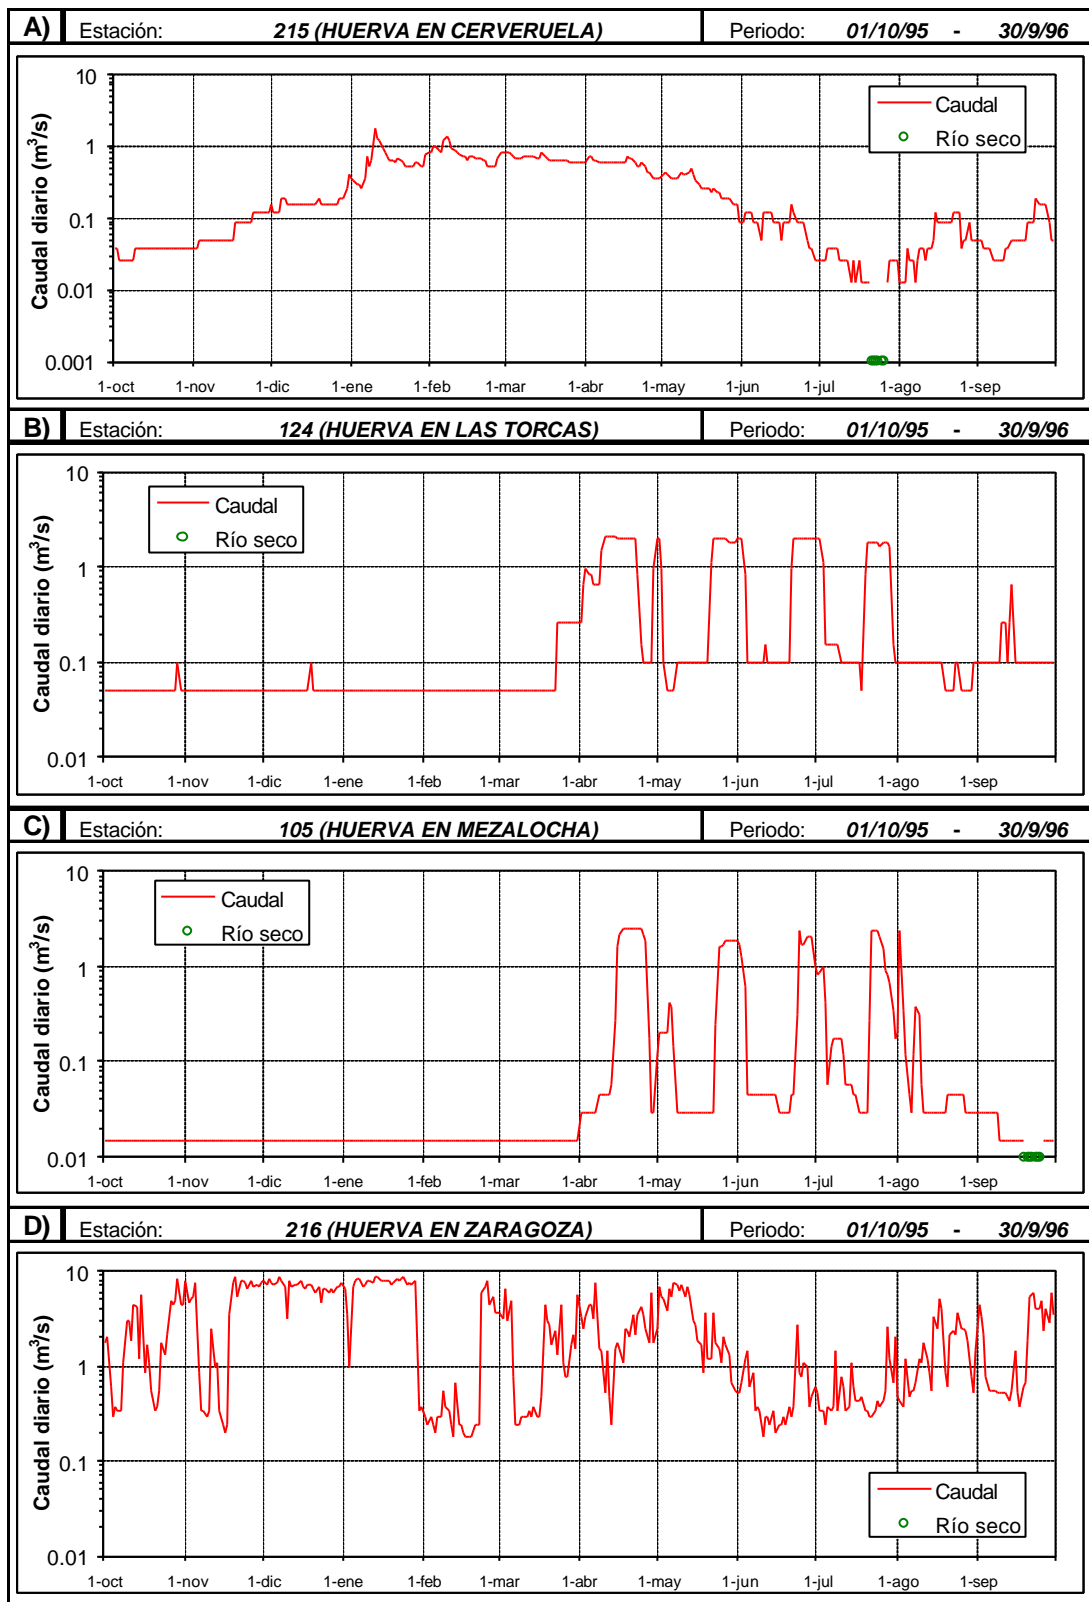 A) Estación: 215 (HUERVA EN CERVERUELA) Periodo: 01/10/95 - 30/9/96
Caudal diario (m³/s)
10
1
0.1
0.01
0.001
Caudal
Río seco
1-oct 1-nov 1-dic 1-ene 1-feb 1-mar 1-abr 1-may 1-jun 1-jul 1-ago 1-sep
B) Estación: 124 (HUERVA EN LAS TORCAS) Periodo: 01/10/95 - 30/9/96
Caudal diario (m³/s)
10
1
0.1
0.01
Caudal
Río seco
1-oct 1-nov 1-dic 1-ene 1-feb 1-mar 1-abr 1-may 1-jun 1-jul 1-ago 1-sep
C) Estación: 105 (HUERVA EN MEZALOCHA) Periodo: 01/10/95 - 30/9/96
Caudal diario (m³/s)
10
1
0.1
0.01
Caudal
Río seco
1-oct 1-nov 1-dic 1-ene 1-feb 1-mar 1-abr 1-may 1-jun 1-jul 1-ago 1-sep
D) Estación: 216 (HUERVA EN ZARAGOZA) Periodo: 01/10/95 - 30/9/96
Caudal diario (m³/s)
10
1
0.1
0.01
Caudal
Río seco
1-oct 1-nov 1-dic 1-ene 1-feb 1-mar 1-abr 1-may 1-jun 1-jul 1-ago 1-sep